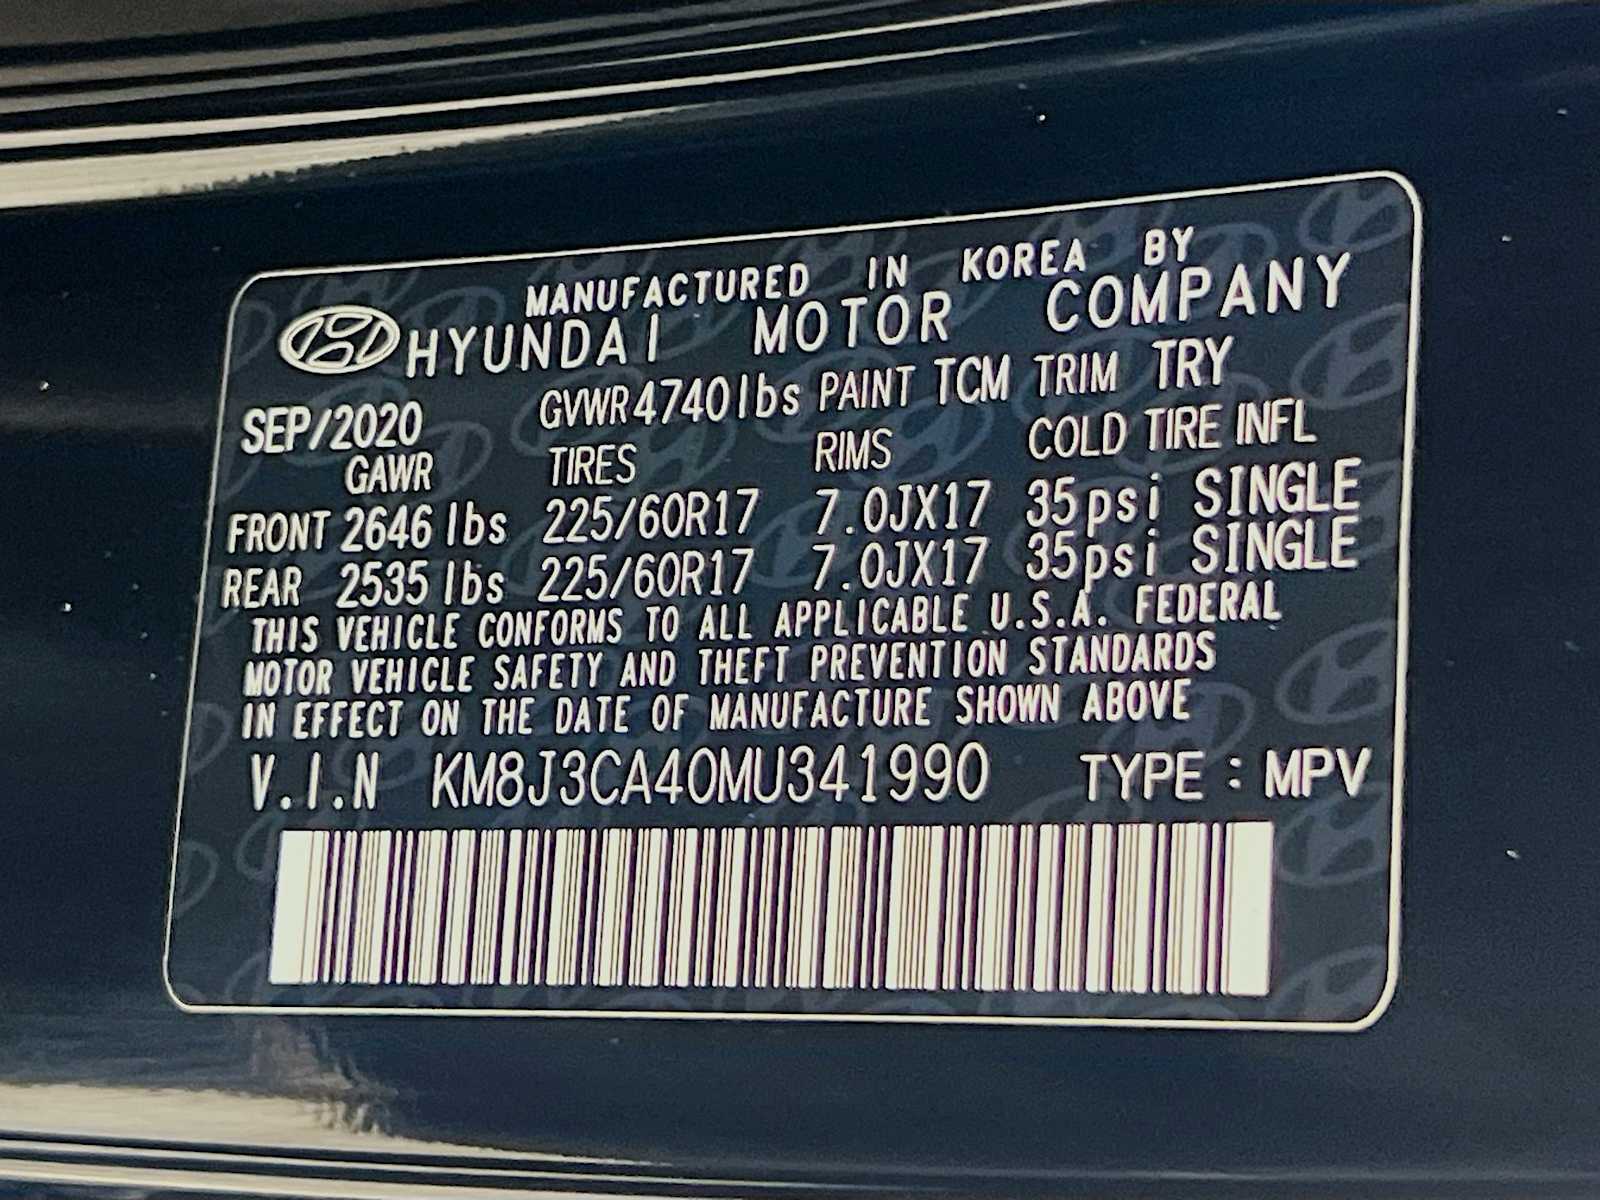 MANUFACTURED IN KOREA BY
HYUNDAI MOTOR COMPANY
SEP/2020 GVWR4740lbs PAINT TCM TRIM TRY
GAWR TIRES RIMS COLD TIRE INFL
FRONT 2646 lbs 225/60R17 7.0JX17 35psi SINGLE
REAR 2535 lbs 225/60R17 7.0JX17 35psi SINGLE
THIS VEHICLE CONFORMS TO ALL APPLICABLE U.S.A. FEDERAL
MOTOR VEHICLE SAFETY AND THEFT PREVENTION STANDARDS
IN EFFECT ON THE DATE OF MANUFACTURE SHOWN ABOVE
V.I.N KM8J3CA40MU341990 TYPE : MPV